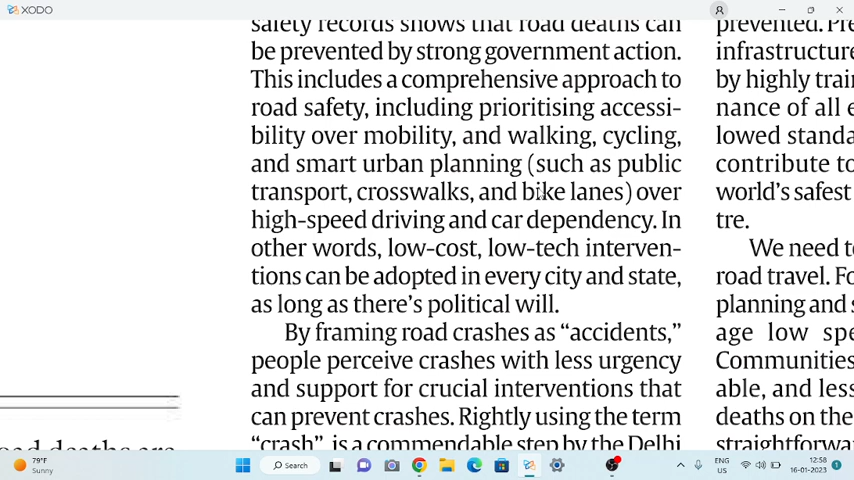 XODO
safety records shows that road deaths can
be prevented by strong government action.
This includes a comprehensive approach to
road safety, including prioritising accessi-
bility over mobility, and walking, cycling,
and smart urban planning (such as public
transport, crosswalks, and bike lanes) over
high-speed driving and car dependency. In
other words, low-cost, low-tech interven-
tions can be adopted in every city and state,
as long as there's political will.
By framing road crashes as “accidents,”
people perceive crashes with less urgency
and support for crucial interventions that
can prevent crashes. Rightly using the term
“crash”, is a commendable step by the Delhi
prevented. Pre
infrastructure
by highly train
nance of all e
lowed standa
contribute to
world's safest
tre.
We need to
road travel. Fo
planning and s
age low spe
Communities
able, and less
deaths on the
straightforwa
oad deaths are
79°F
Sunny
Search
ENG
US
12:58
16-01-2023